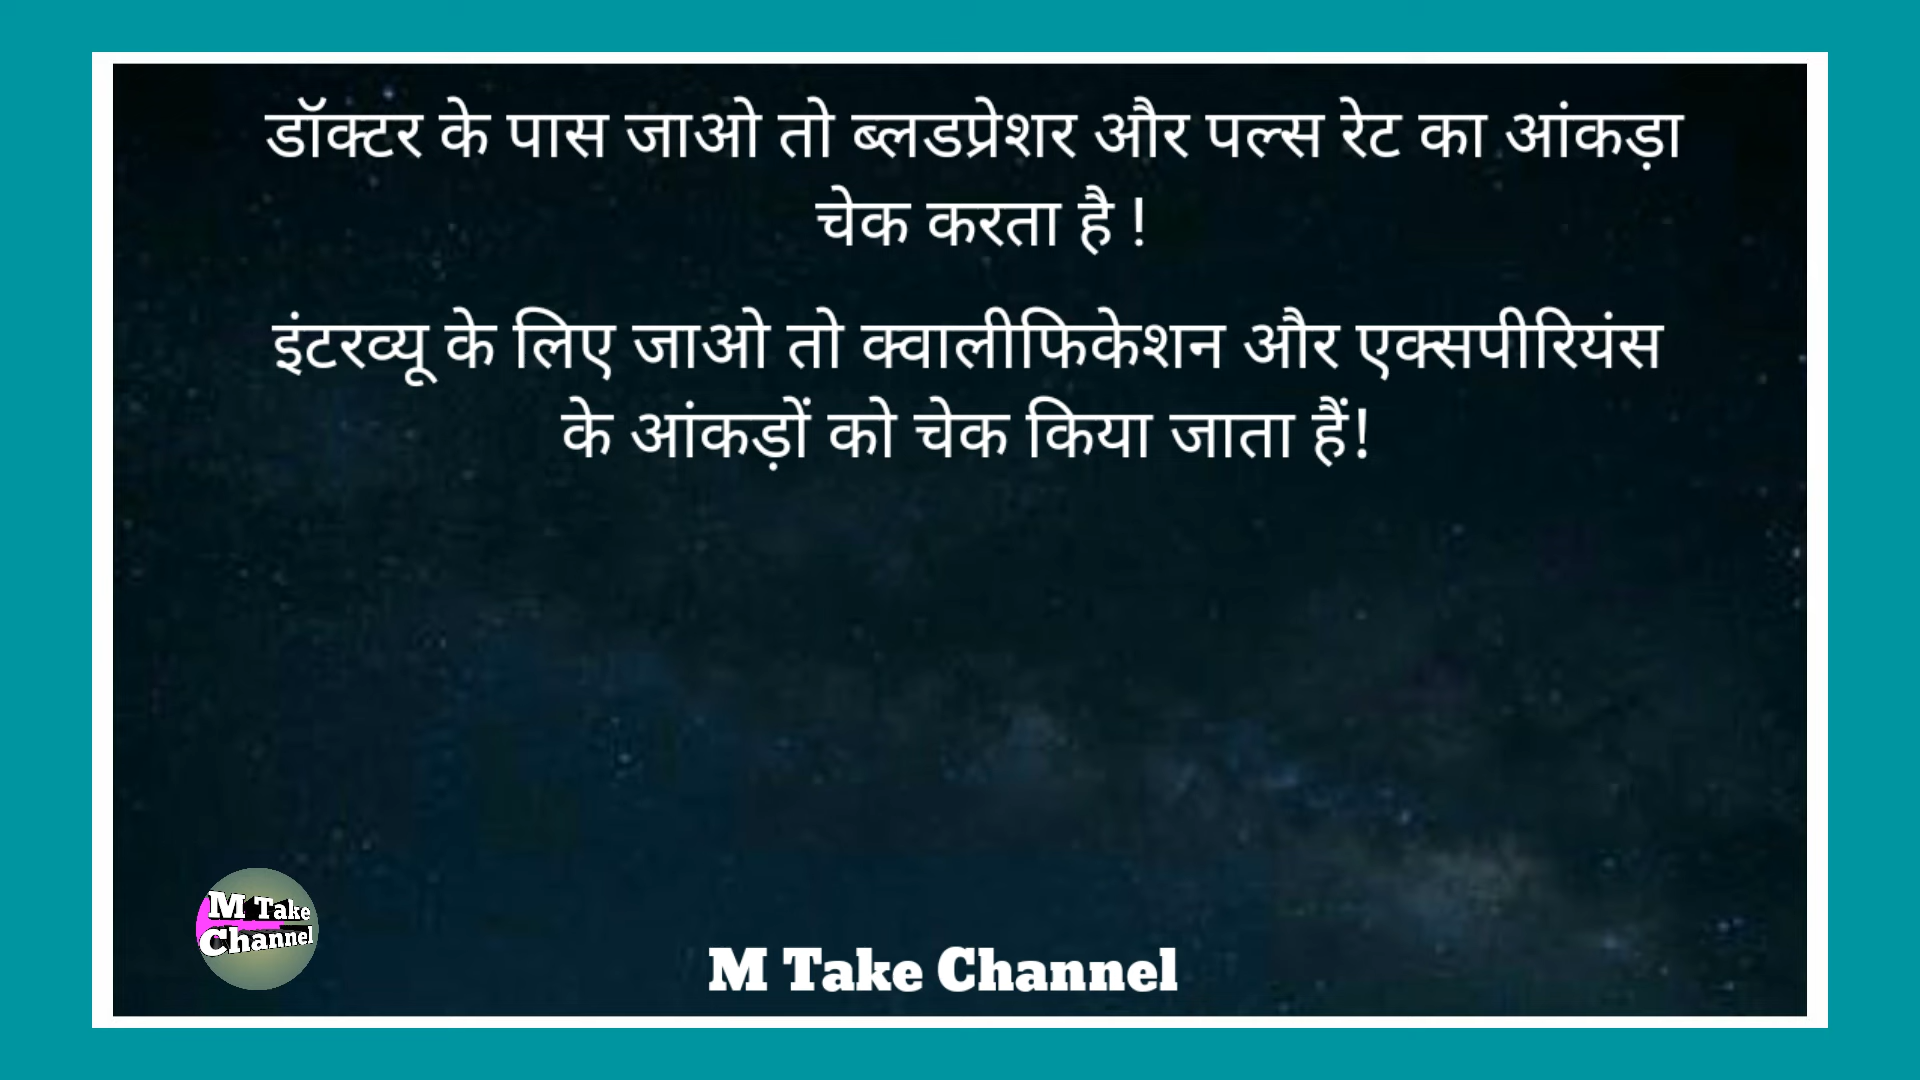 डॉक्टर के पास जाओ तो ब्लडप्रेशर और पल्स रेट का आंकड़ा
चेक करता है !
इंटरव्यू के लिए जाओ तो क्वालीफिकेशन और एक्सपीरियंस
के आंकड़ों को चेक किया जाता हैं!
M Take
Channel
M Take Channel